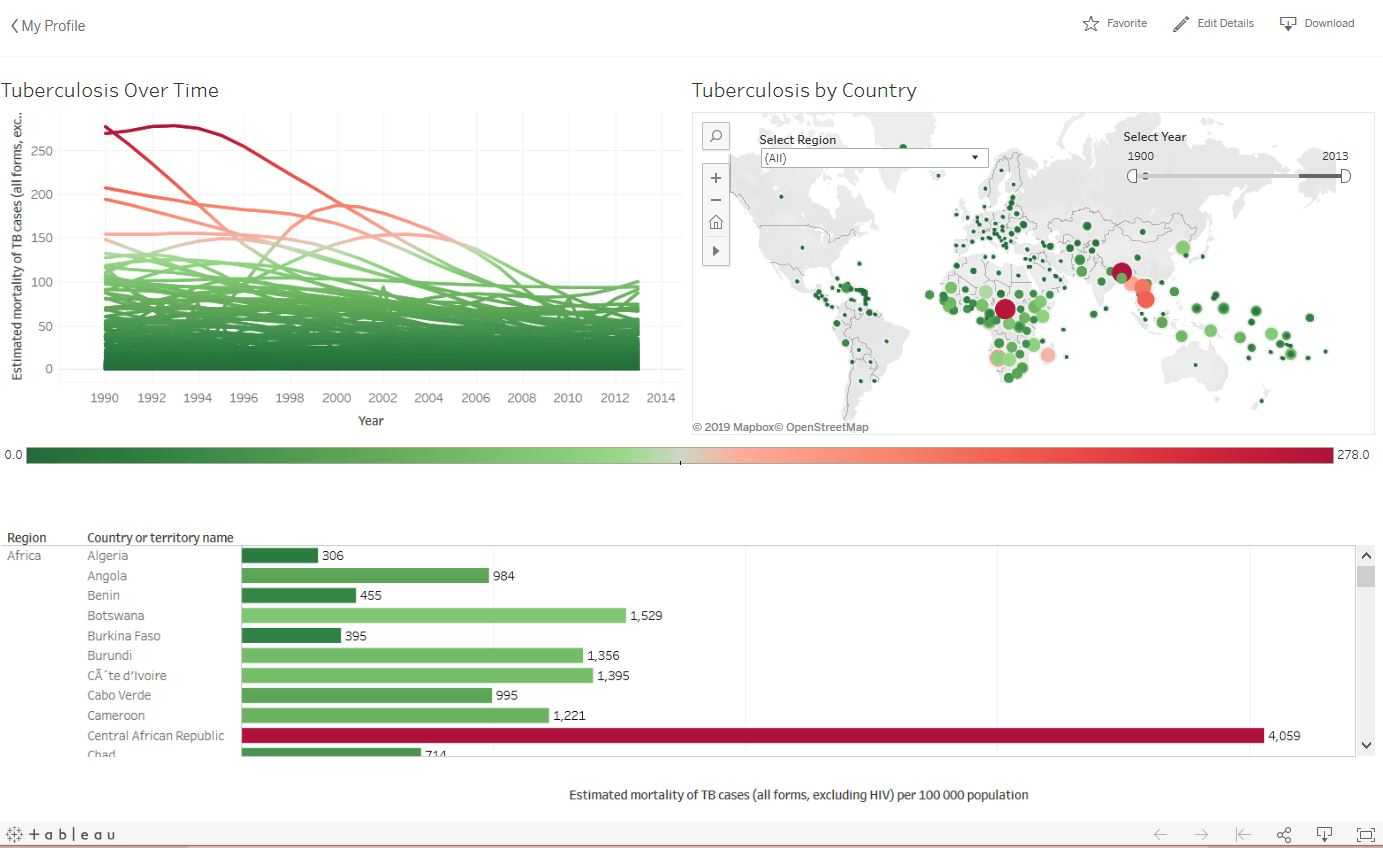 My Profile
Favorite
Edit Details
Download
Tuberculosis Over Time
Tuberculosis by Country
Estimated mortality of TB cases (all forms, exc..
250
200
150
100
50
0
1990 1992 1994 1996 1998 2000 2002 2004 2006 2008 2010 2012 2014
Year
Select Region
(All)
Select Year
1900 2013
© 2019 Mapbox© OpenStreetMap
0.0 278.0
Region Country or territory name
Africa Algeria 306
Angola 984
Benin 455
Botswana 1,529
Burkina Faso 395
Burundi 1,356
CÃ´te d'Ivoire 1,395
Cabo Verde 995
Cameroon 1,221
Central African Republic 4,059
Chad 714
Estimated mortality of TB cases (all forms, excluding HIV) per 100 000 population
+ a b l e a u